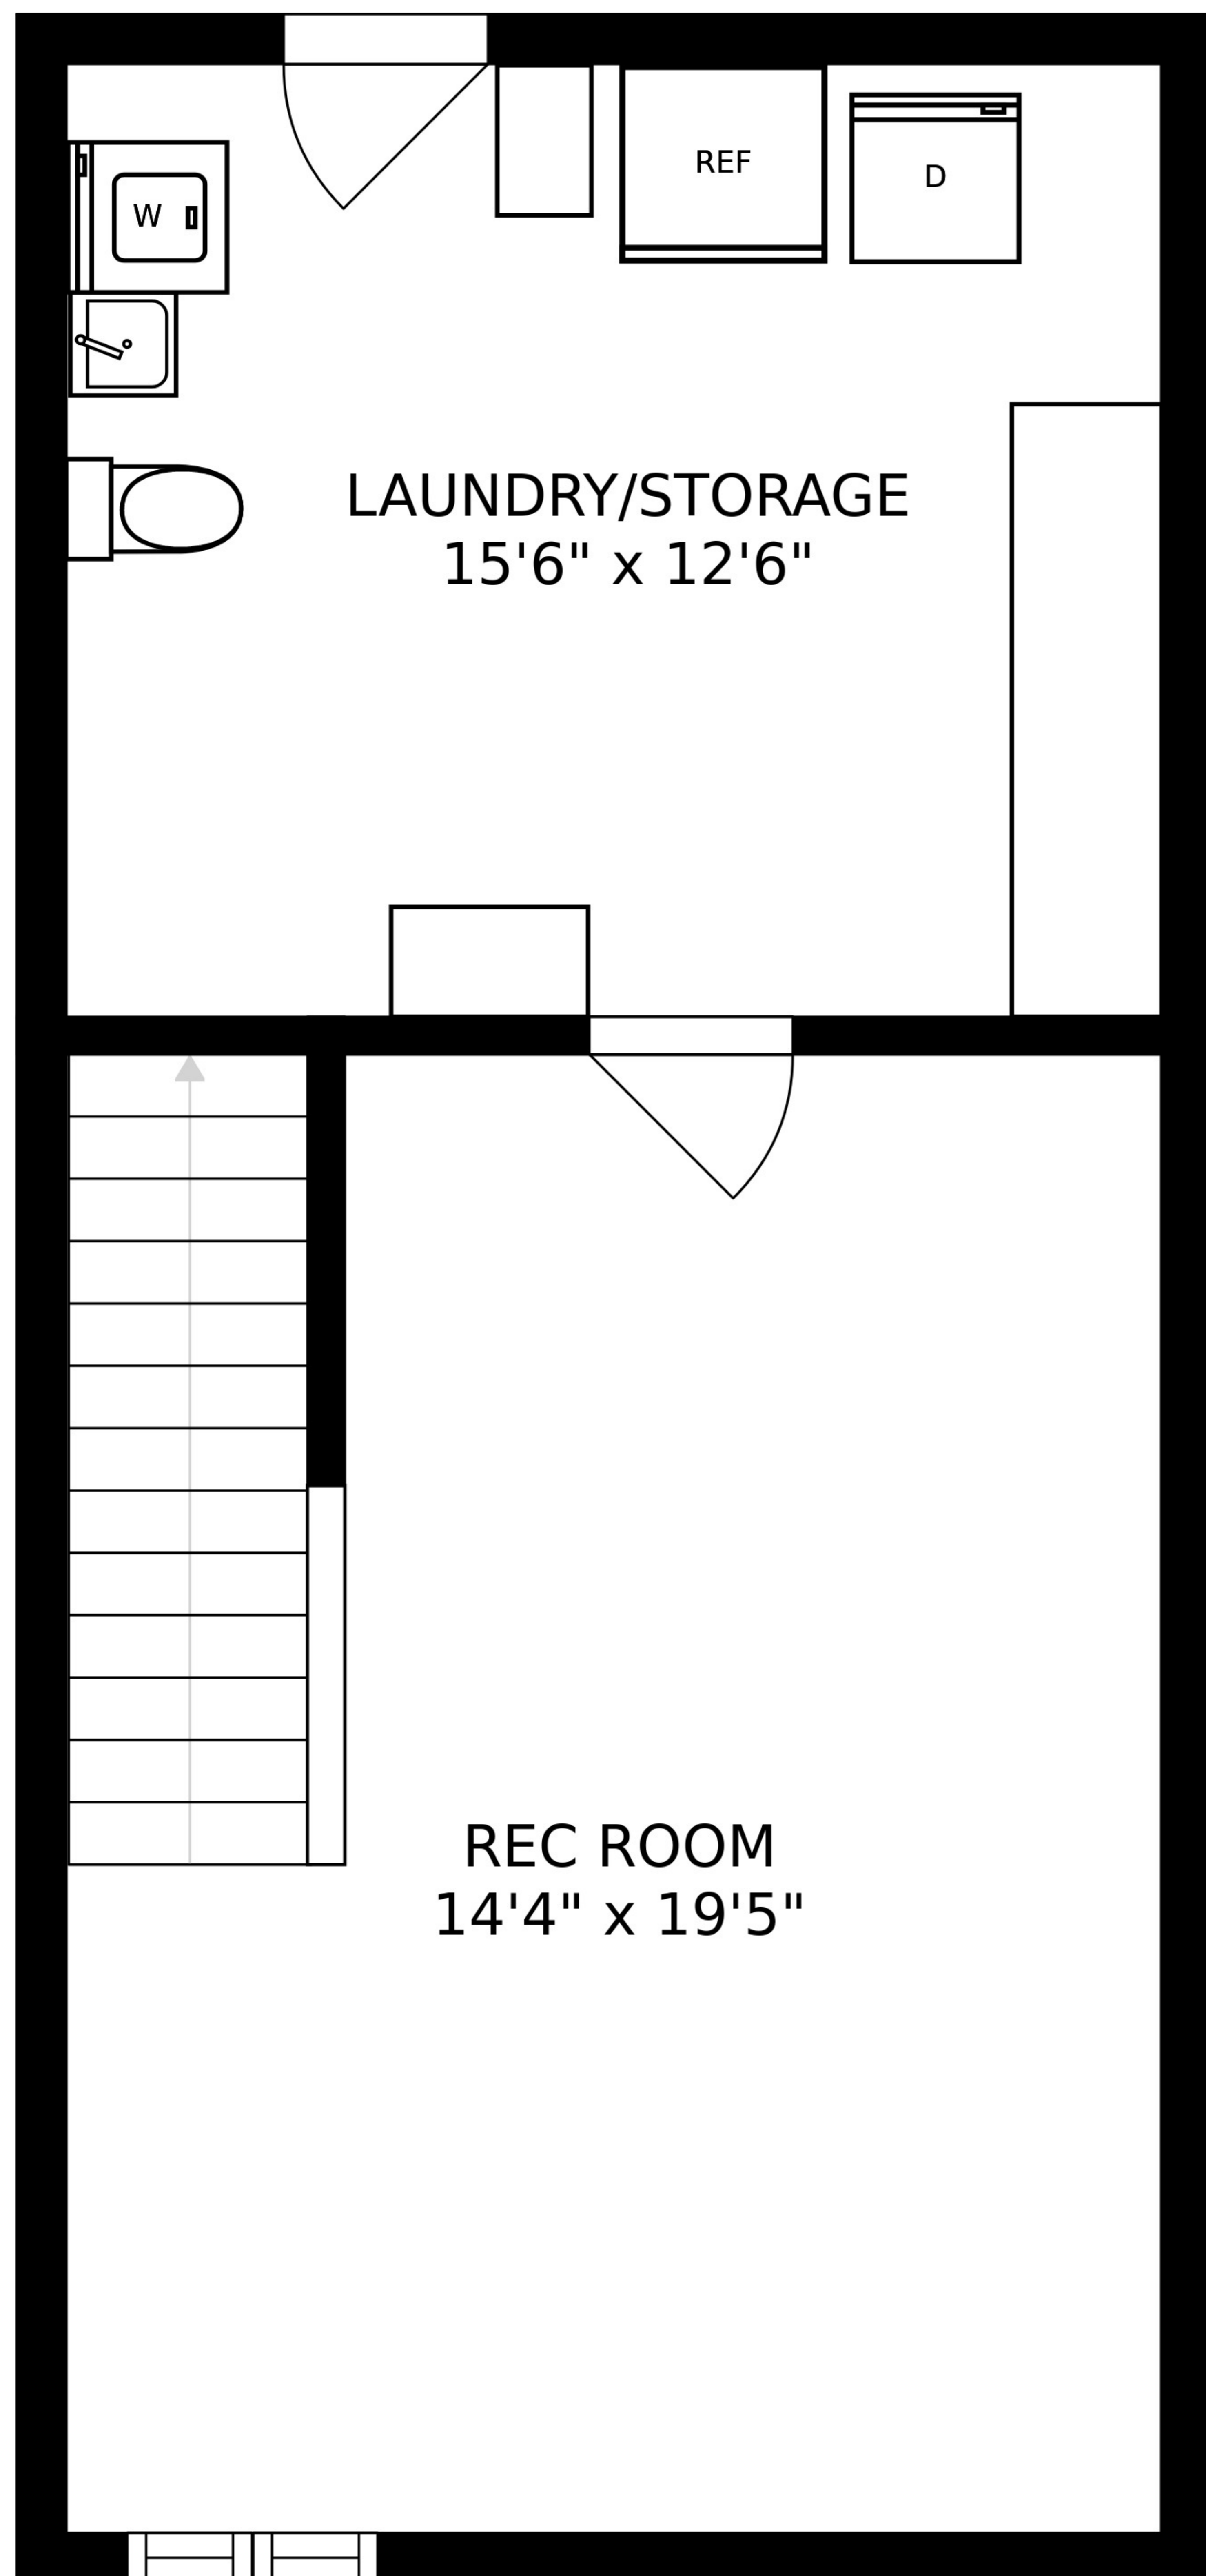 REF
D
W
LAUNDRY/STORAGE
15'6" x 12'6"
REC ROOM
14'4" x 19'5"